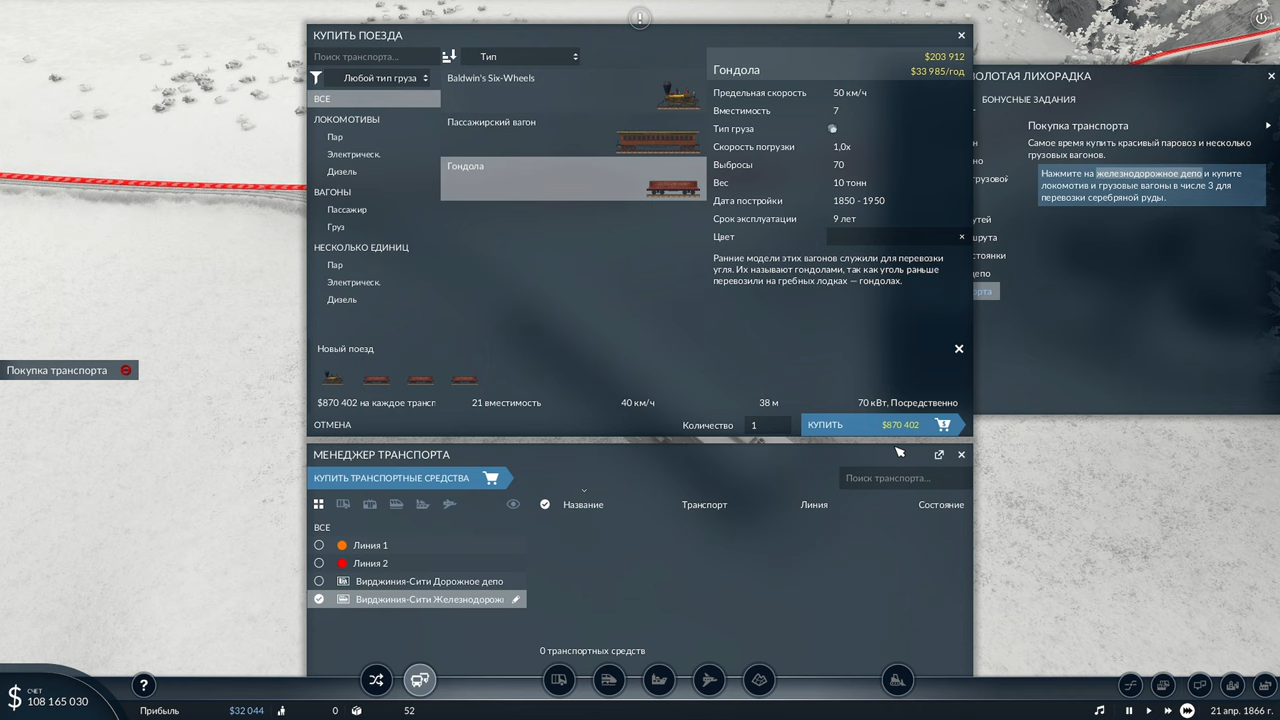 КУПИТЬ ПОЕЗДА
Поиск транспорта...
Тип
Любой тип груза
ВСЕ
ЛОКОМОТИВЫ
Пар
Электрическ.
Дизель
ВАГОНЫ
Пассажир
Груз
НЕСКОЛЬКО ЕДИНИЦ
Пар
Электрическ.
Дизель
Baldwin's Six-Wheels
Пассажирский вагон
Гондола
$203 912
Гондола
$33 985/год
Предельная скорость 50 км/ч
Вместимость 7
Тип груза
Скорость погрузки 1,0x
Выбросы 70
Вес 10 тонн
Дата постройки 1850 - 1950
Срок эксплуатации 9 лет
Цвет
Ранние модели этих вагонов служили для перевозки
угля. Их называют гондолами, так как уголь раньше
перевозили на гребных лодках — гондолах.
Новый поезд
$870 402 на каждое трансп
21 вместимость
40 км/ч
38 м
70 кВт, Посредственно
ОТМЕНА
Количество 1
КУПИТЬ $870 402
ОЛОТАЯ ЛИХОРАДКА
БОНУСНЫЕ ЗАДАНИЯ
Покупка транспорта
Самое время купить красивый паровоз и несколько
грузовых вагонов.
Нажмите на железнодорожное депо и купите
локомотив и грузовые вагоны в числе 3 для
перевозки серебряной руды.
н
но
грузовой
утей
шрута
стоянки
депо
орта
Покупка транспорта
МЕНЕДЖЕР ТРАНСПОРТА
КУПИТЬ ТРАНСПОРТНЫЕ СРЕДСТВА
Поиск транспорта...
Название
Транспорт
Линия
Состояние
ВСЕ
Линия 1
Линия 2
Вирджиния-Сити Дорожное депо
Вирджиния-Сити Железнодорож
0 транспортных средств
$
СЧЕТ
108 165 030
?
Прибыль
$32 044
0
52
21 апр. 1866 г.